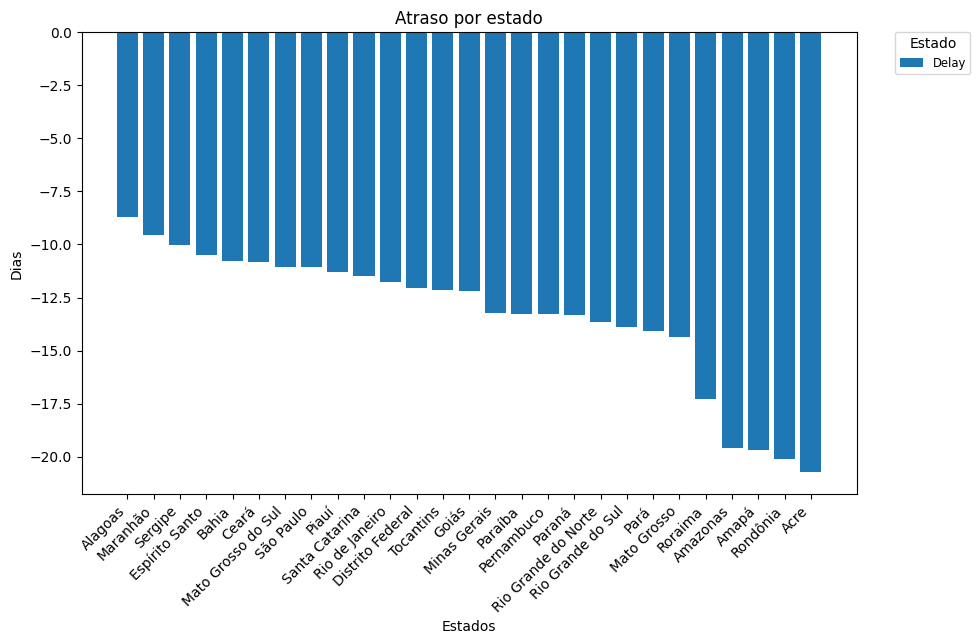 Atraso por estado
Estado
Delay
Dias
0.0
−2.5
−5.0
−7.5
−10.0
−12.5
−15.0
−17.5
−20.0
Alagoas
Maranhão
Sergipe
Espírito Santo
Bahia
Ceará
Mato Grosso do Sul
São Paulo
Piauí
Santa Catarina
Rio de Janeiro
Distrito Federal
Tocantins
Goiás
Minas Gerais
Paraíba
Pernambuco
Paraná
Rio Grande do Norte
Rio Grande do Sul
Pará
Mato Grosso
Roraima
Amazonas
Amapá
Rondônia
Acre
Estados